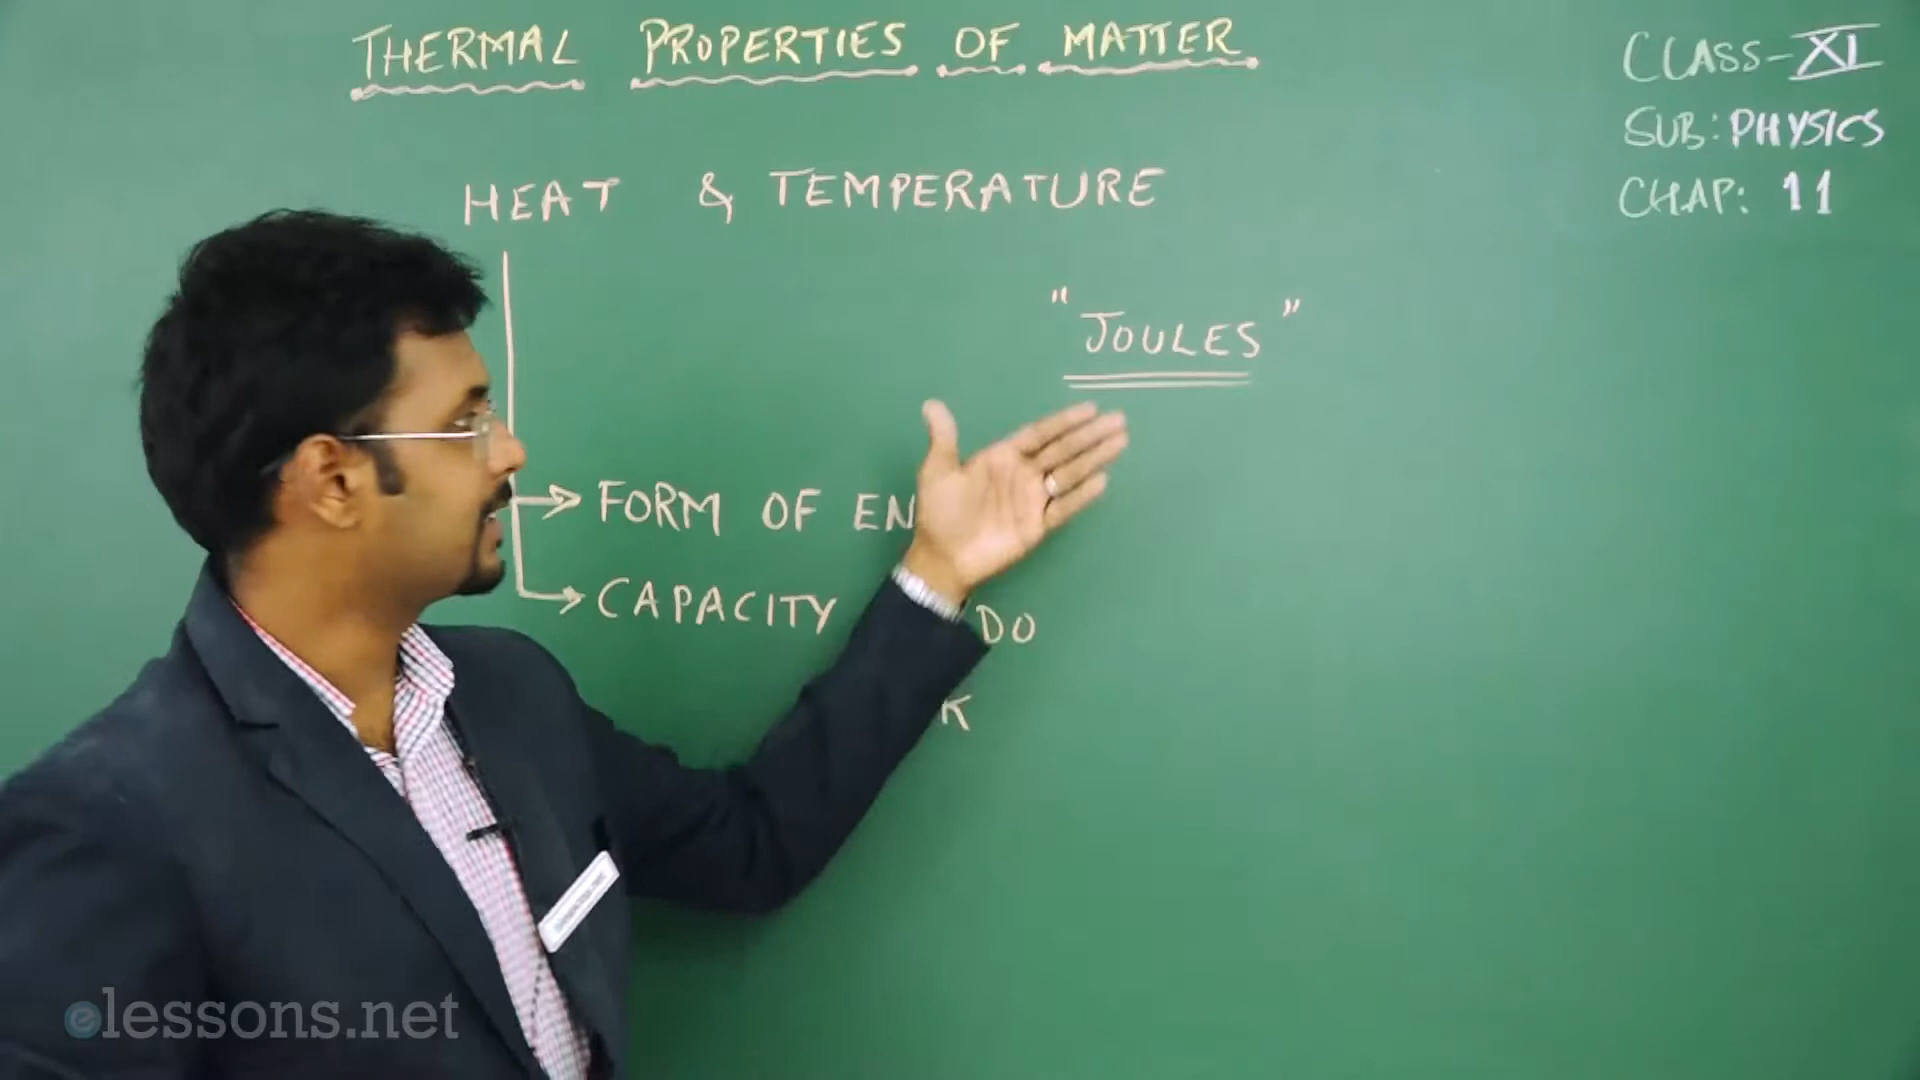 THERMAL PROPERTIES OF MATTER
CLASS-XI
SUB: PHYSICS
CHAP: 11
HEAT & TEMPERATURE
"JOULES"
FORM OF EN
CAPACITY DO
K
elessons.net